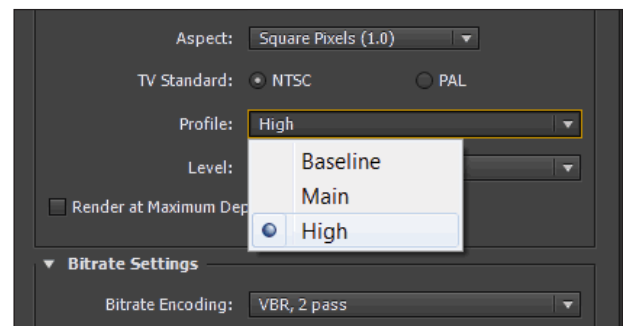 Aspect: Square Pixels (1.0)
TV Standard: NTSC PAL
Profile: High
Baseline
Level:
Main
Render at Maximum Dep
High
Bitrate Settings
Bitrate Encoding: VBR, 2 pass